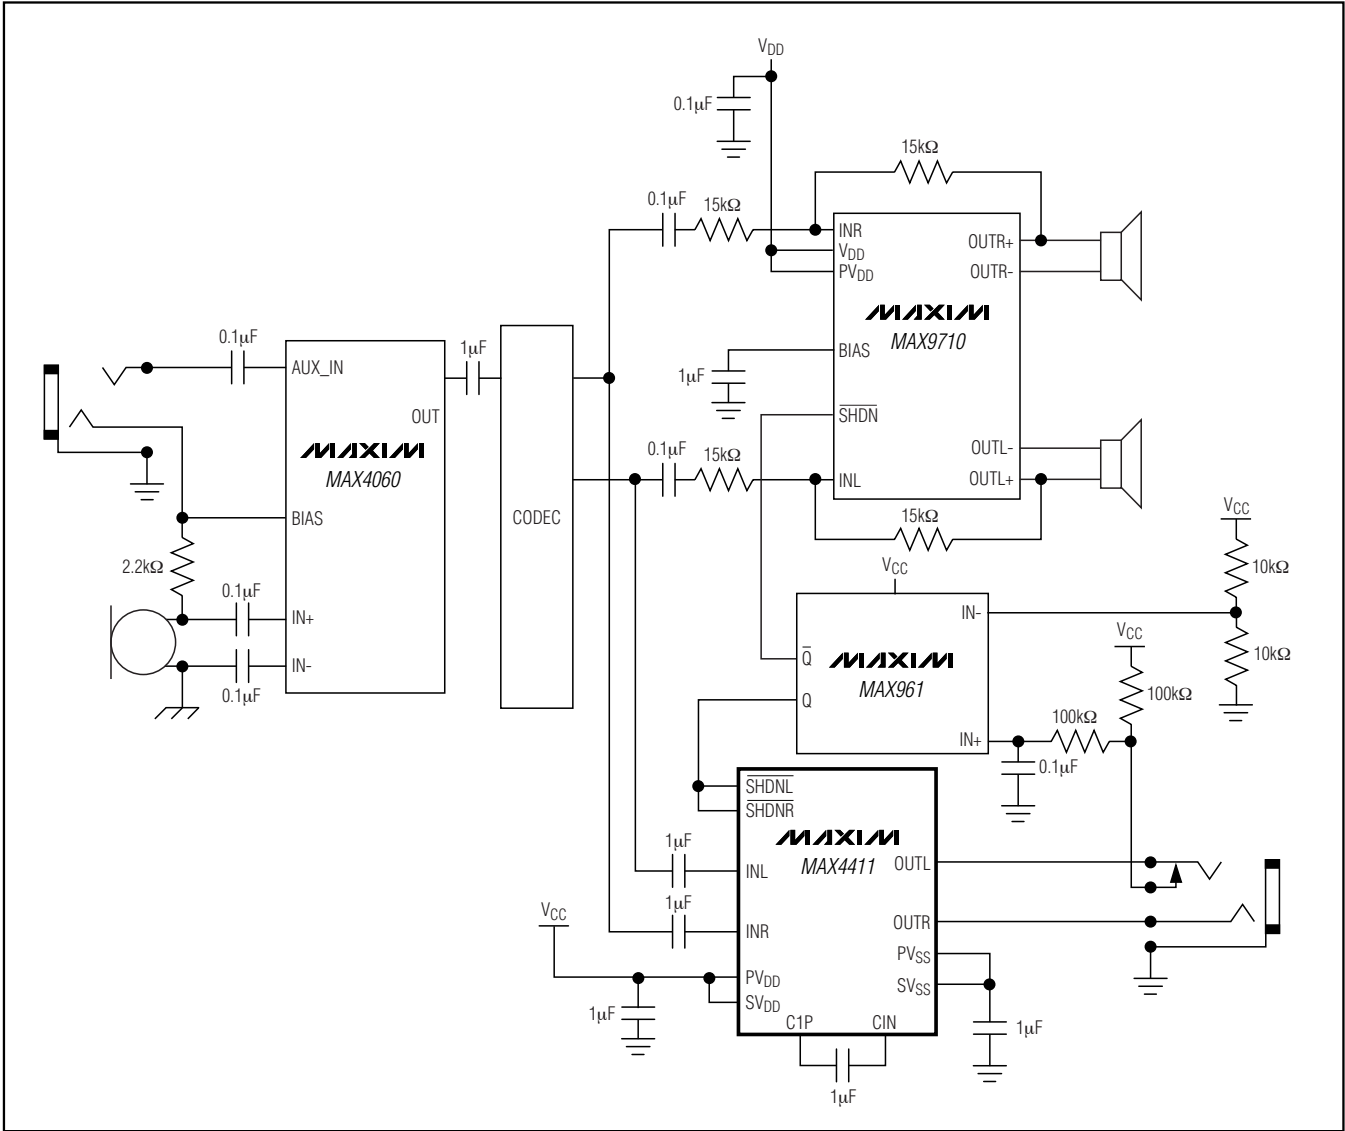 VDD
0.1µF
15kΩ
0.1µF
15kΩ
INR
VDD
PVDD
OUTR+
OUTR-
MAXIM
MAX9710
BIAS
1µF
SHDN
OUTL-
OUTL+
INL
0.1µF
15kΩ
15kΩ
0.1µF
AUX_IN
OUT
MAXIM
MAX4060
BIAS
2.2kΩ
0.1µF
IN+
IN-
0.1µF
1µF
CODEC
VCC
IN-
Q
MAXIM
MAX961
Q
IN+
VCC
10kΩ
10kΩ
VCC
100kΩ
100kΩ
0.1µF
SHDNL
SHDNR
MAXIM
MAX4411
1µF
INL
OUTL
1µF
INR
OUTR
VCC
PVDD
SVDD
PVSS
SVSS
1µF
C1P
CIN
1µF
1µF